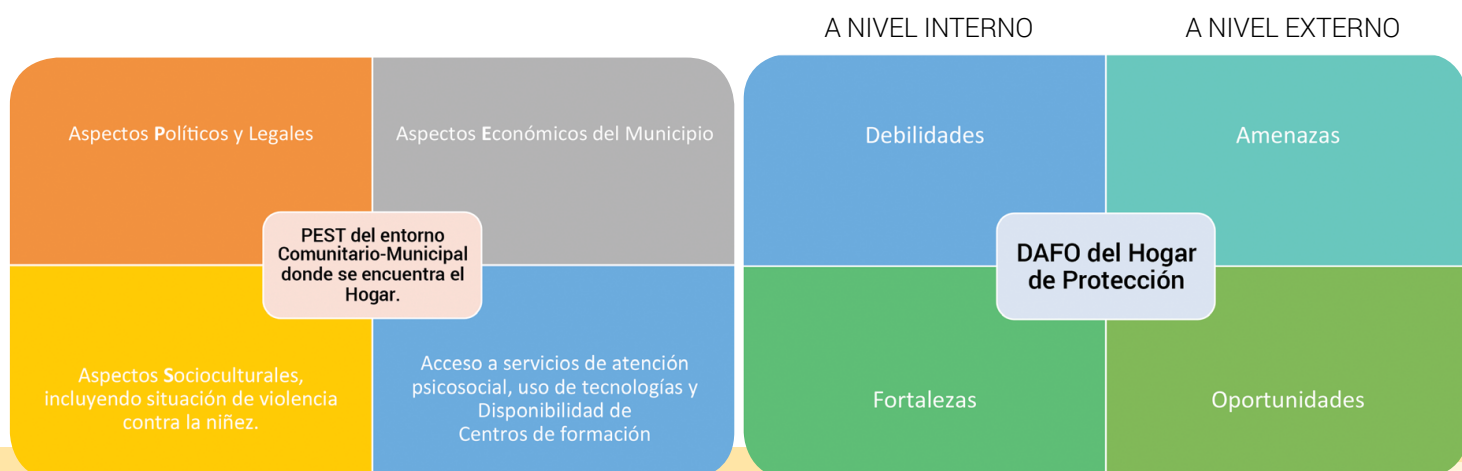 A NIVEL INTERNO
A NIVEL EXTERNO
Aspectos Políticos y Legales
Aspectos Económicos del Municipio
PEST del entorno
Comunitario-Municipal
donde se encuentra el
Hogar.
Aspectos Socioculturales,
incluyendo situación de violencia
contra la niñez.
Acceso a servicios de atención
psicosocial, uso de tecnologías y
Disponibilidad de
Centros de formación
Debilidades
Amenazas
DAFO del Hogar
de Protección
Fortalezas
Oportunidades